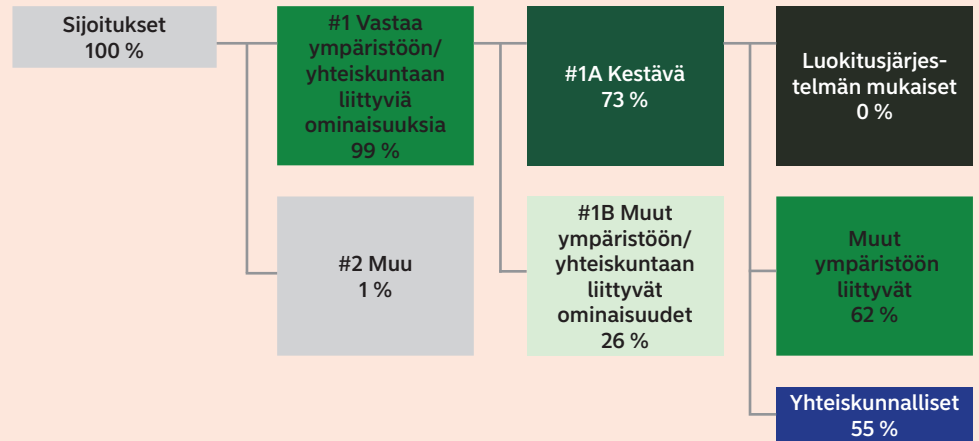 Sijoitukset
100 %
#1 Vastaa
ympäristöön/
yhteiskuntaan
liittyviä
ominaisuuksia
99 %
#2 Muu
1 %
#1A Kestävä
73 %
#1B Muut
ympäristöön/
yhteiskuntaan
liittyvät
ominaisuudet
26 %
Luokitusjärjes-
telmän mukaiset
0 %
Muut
ympäristöön
liittyvät
62 %
Yhteiskunnalliset
55 %